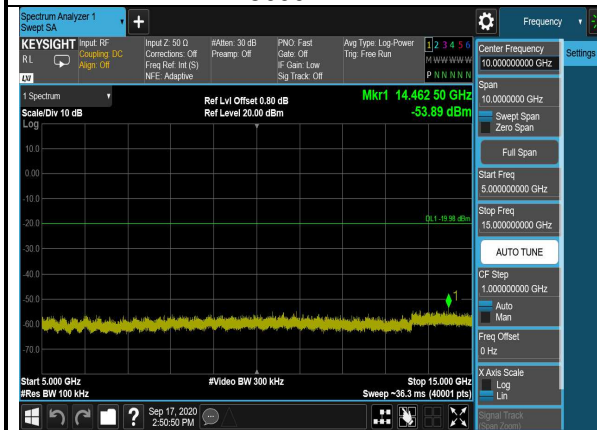 Spectrum Analyzer 1
Swept SA
Frequency
KEYSIGHT
RL
LXI
Input: RF
Coupling: DC
Align: Off
Input Z: 50 Ω
Corrections: Off
Freq Ref: Int (S)
NFE: Adaptive
#Atten: 30 dB
Preamp: Off
PNO: Fast
Gate: Off
IF Gain: Low
Sig Track: Off
Avg Type: Log-Power
Trig: Free Run
1 2 3 4 5 6
M W W W W W
P N N N N N
Settings
Center Frequency
10.000000000 GHz
Span
10.0000000 GHz
Swept Span
Zero Span
Full Span
Start Freq
5.000000000 GHz
Stop Freq
15.000000000 GHz
AUTO TUNE
CF Step
1.000000000 GHz
Auto
Man
Freq Offset
0 Hz
X Axis Scale
Log
Lin
Signal Track
(Span Zoom)
1 Spectrum
Scale/Div 10 dB
Log
Ref Lvl Offset 0.80 dB
Ref Level 20.00 dBm
Mkr1 14.462 50 GHz
-53.89 dBm
10.0
0.00
-10.0
-20.0
-30.0
-40.0
-50.0
-60.0
-70.0
DL1 -19.98 dBm
1
Start 5.000 GHz
#Res BW 100 kHz
#Video BW 300 kHz
Stop 15.000 GHz
Sweep ~36.3 ms (40001 pts)
?
Sep 17, 2020
2:50:50 PM